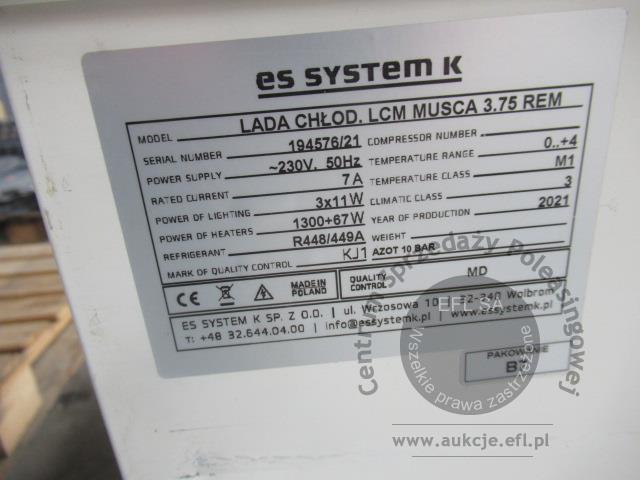 es system k
MODEL LADA CHŁOD. LCM MUSCA 3.75 REM
SERIAL NUMBER 194576/21 COMPRESSOR NUMBER
POWER SUPPLY ~230V, 50Hz TEMPERATURE RANGE 0..+4
RATED CURRENT 7A TEMPERATURE CLASS M1
POWER OF LIGHTING 3x11W CLIMATIC CLASS 3
POWER OF HEATERS 1300+67W YEAR OF PRODUCTION 2021
REFRIGERANT R448/449A WEIGHT
MARK OF QUALITY CONTROL KJ1 AZOT 10 BAR
CE MADE IN POLAND QUALITY CONTROL MD
ES SYSTEM K SP. Z O.O. | ul. Wrzosowa Wolbrom
T: +48 32.644.04.00 | info@essystemk.pl www.essystemk.pl
PAKOWANIE
Centrum Sprzedaży Poleasingowej
EFL SA
Wszelkie prawa zastrzeżone
www.aukcje.efl.pl